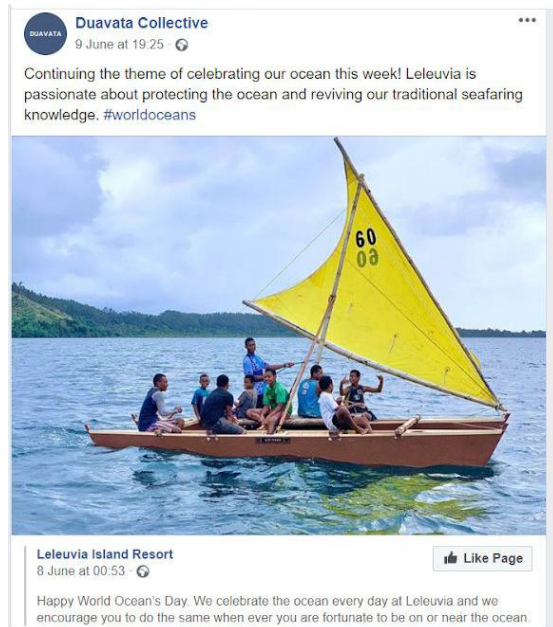 DUAVATA
Duavata Collective
9 June at 19:25 ·
Continuing the theme of celebrating our ocean this week! Leleuvia is
passionate about protecting the ocean and reviving our traditional seafaring
knowledge. #worldoceans
60
60
Leleuvia Island Resort
8 June at 00:53 ·
Like Page
Happy World Ocean's Day. We celebrate the ocean every day at Leleuvia and we
encourage you to do the same when ever you are fortunate to be on or near the ocean.